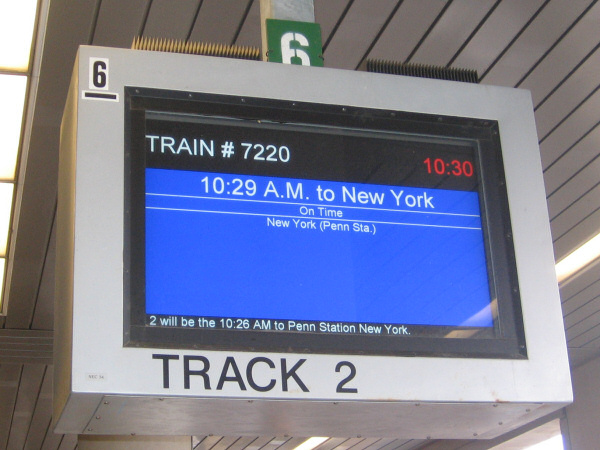 6
6
TRAIN # 7220
10:30
10:29 A.M. to New York
On Time
New York (Penn Sta.)
2 will be the 10:26 AM to Penn Station New York.
TRACK 2